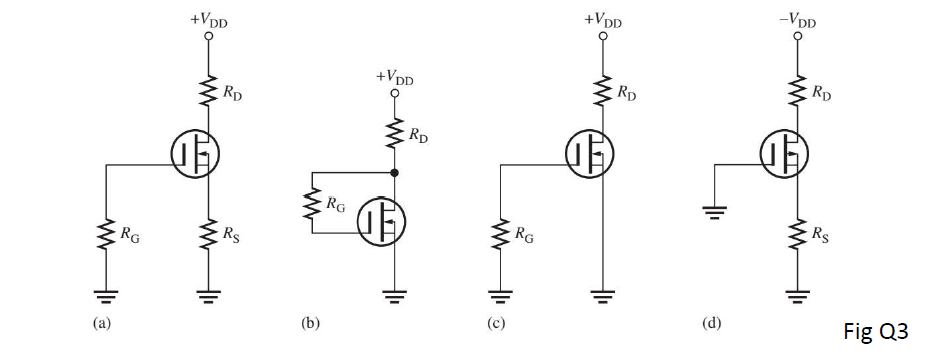 +VDD
RD
RG
RS
(a)
+VDD
RD
RG
(b)
+VDD
RD
RG
(c)
-VDD
RD
RS
(d)
Fig Q3